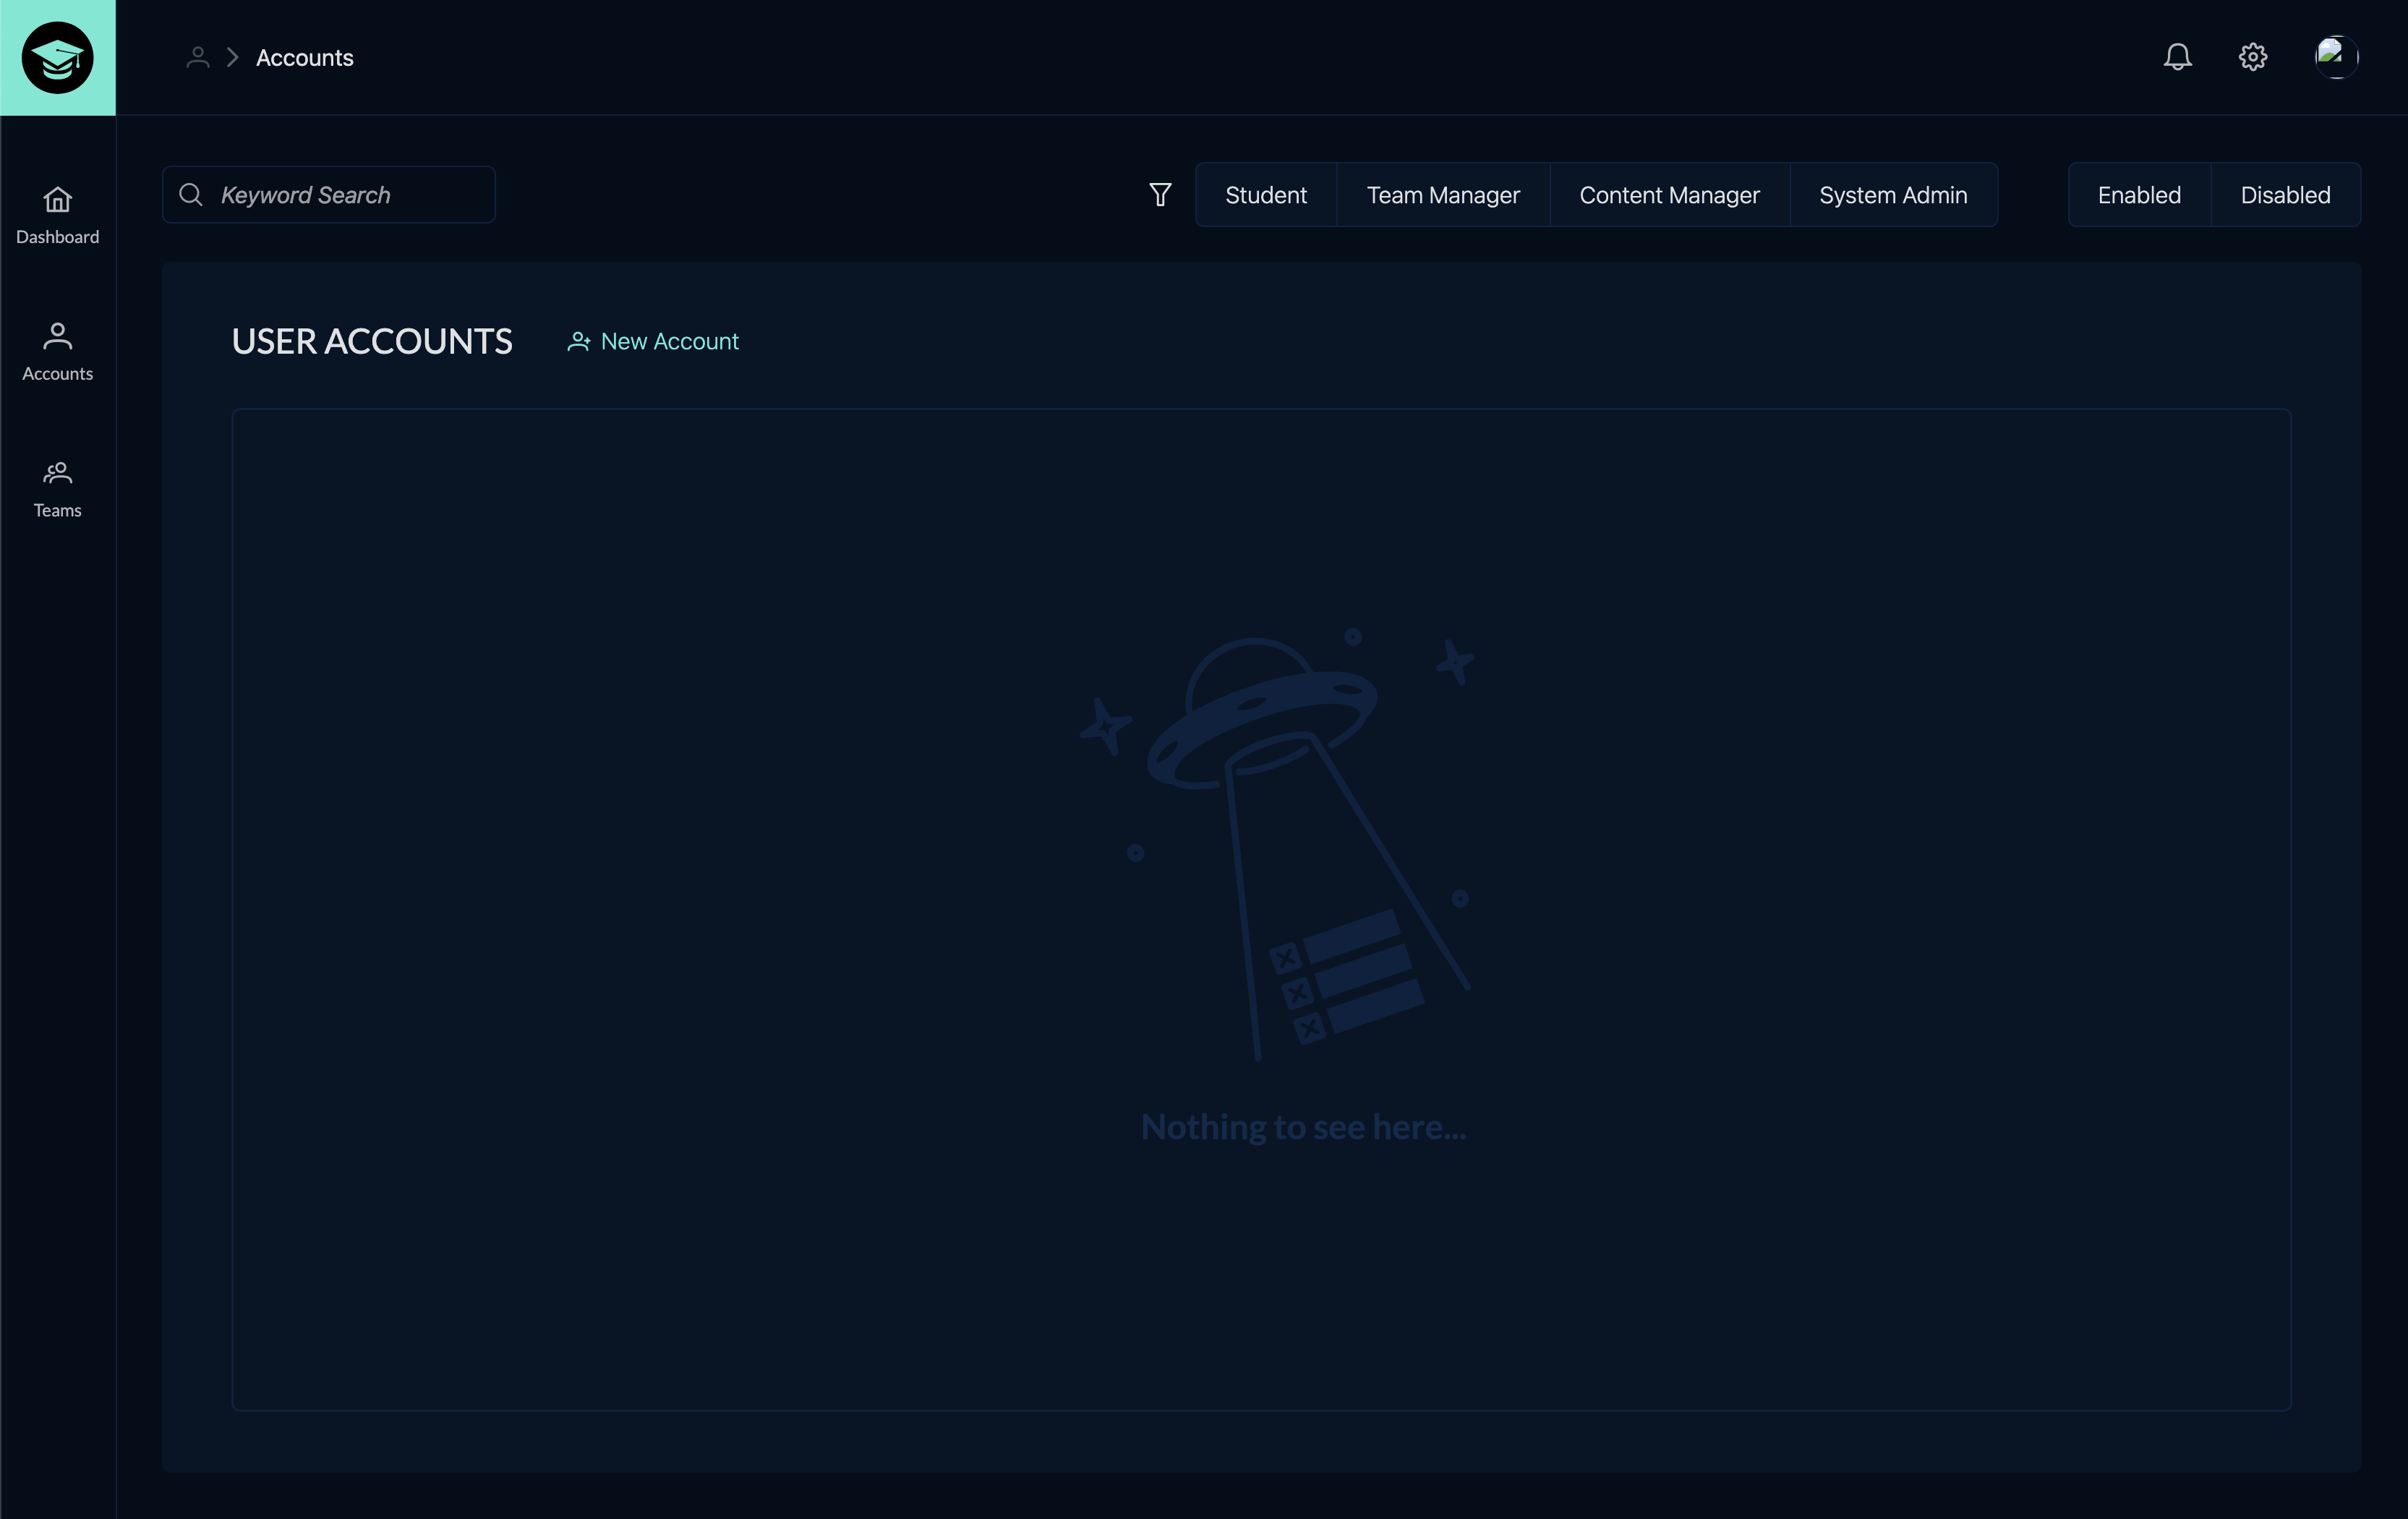 Accounts
Keyword Search
Student
Team Manager
Content Manager
System Admin
Enabled
Disabled
Dashboard
Accounts
Teams
USER ACCOUNTS
New Account
Nothing to see here...